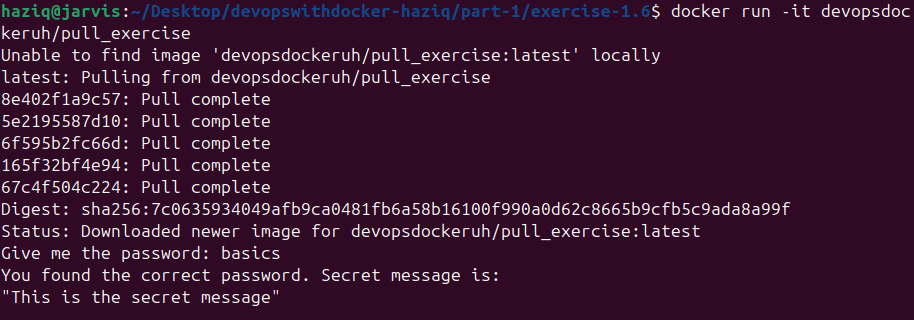 haziq@jarvis:~/Desktop/devopswithdocker-haziq/part-1/exercise-1.6$ docker run -it devopsdoc
keruh/pull_exercise
Unable to find image 'devopsdockeruh/pull_exercise:latest' locally
latest: Pulling from devopsdockeruh/pull_exercise
8e402f1a9c57: Pull complete
5e2195587d10: Pull complete
6f595b2fc66d: Pull complete
165f32bf4e94: Pull complete
67c4f504c224: Pull complete
Digest: sha256:7c0635934049afb9ca0481fb6a58b16100f990a0d62c8665b9cfb5c9ada8a99f
Status: Downloaded newer image for devopsdockeruh/pull_exercise:latest
Give me the password: basics
You found the correct password. Secret message is:
"This is the secret message"